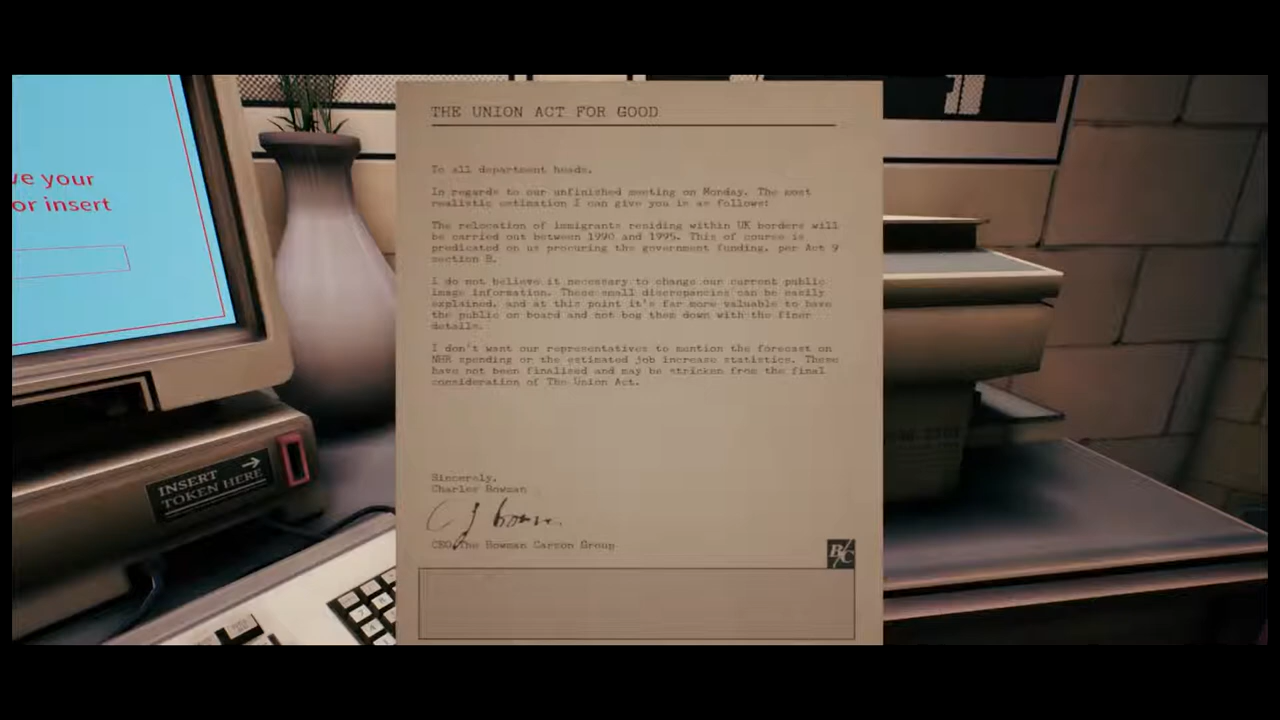 THE UNION ACT FOR GOOD
To all department heads,
In regards to our unfinished meeting on Monday. The most
realistic estimation I can give you is as follows:
The relocation of immigrants residing within UK borders will
be carried out between 1990 and 1995. This of course is
predicated on us procuring the government funding, per Act 9
section B.
I do not believe it necessary to change our current public
image information. These small discrepancies can be easily
explained, and at this point it's far more valuable to have
the public on board and not bog them down with the finer
details.
I don't want our representatives to mention the forecast on
NHR spending or the estimated job increase statistics. These
have not been finalised and may be stricken from the final
consideration of The Union Act.
Sincerely,
Charles Bowman
CEO The Bowman Carson Group
B/C
ve your
or insert
INSERT
TOKEN HERE